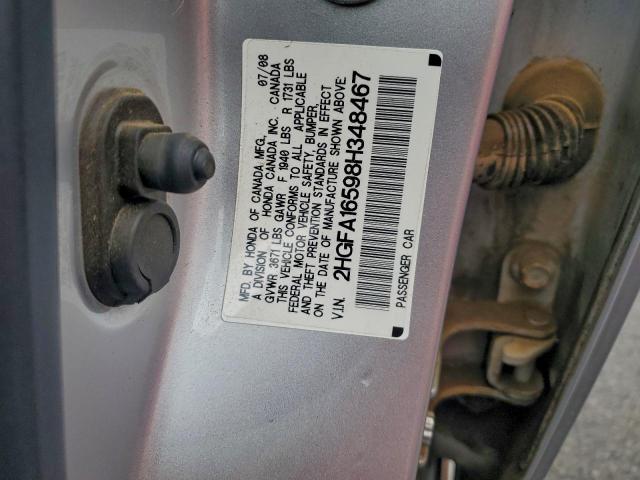 MFD. BY HONDA OF CANADA MFG., 07/08
A DIVISION OF HONDA CANADA INC. CANADA
GVWR 3671 LBS GAWR F 1940 LBS R 1731 LBS
THIS VEHICLE CONFORMS TO ALL APPLICABLE
FEDERAL MOTOR VEHICLE SAFETY, BUMPER,
AND THEFT PREVENTION STANDARDS IN EFFECT
ON THE DATE OF MANUFACTURE SHOWN ABOVE.
V.I.N. 2HGFA16598H348467
PASSENGER CAR